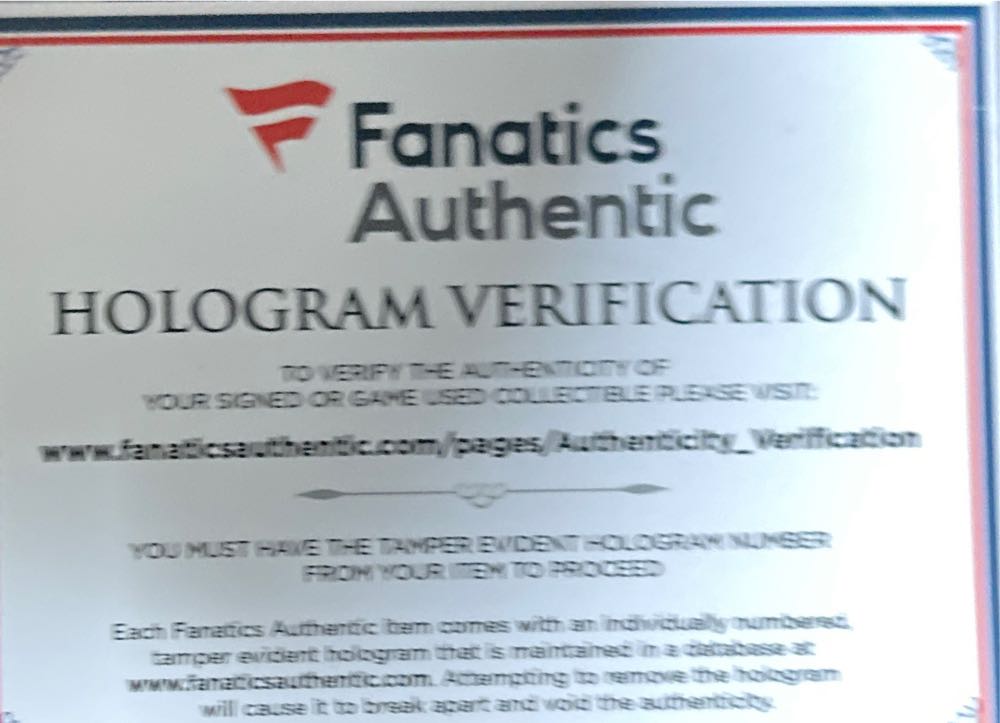 Fanatics
Authentic
HOLOGRAM VERIFICATION
TO VERIFY THE AUTHENTICITY OF
YOUR SIGNED OR GAME USED COLLECTIBLE PLEASE VISIT:
www.fanaticsauthentic.com/pages/Authenticity_Verification
YOU MUST HAVE THE TAMPER EVIDENT HOLOGRAM NUMBER
FROM YOUR ITEM TO PROCEED
Each Fanatics Authentic item comes with an individually numbered,
tamper evident hologram that is maintained in a database at
www.fanaticsauthentic.com. Attempting to remove the hologram
will cause it to break apart and void the authenticity.